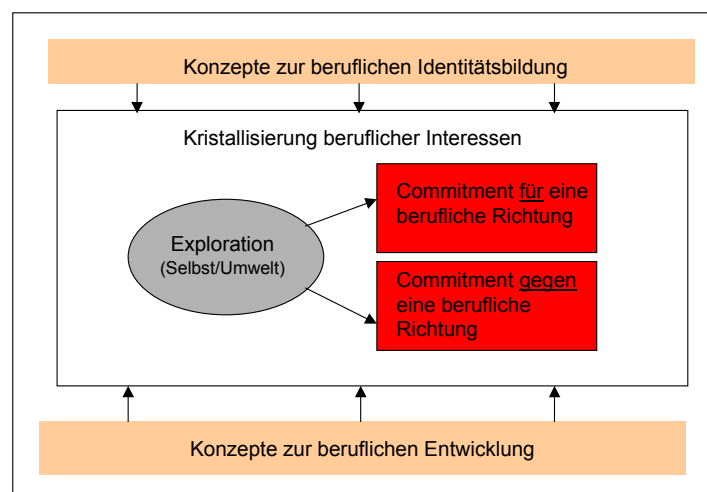 Konzepte zur beruflichen Identitätsbildung
Kristallisierung beruflicher Interessen
Exploration
(Selbst/Umwelt)
Commitment für eine
berufliche Richtung
Commitment gegen
eine berufliche
Richtung
Konzepte zur beruflichen Entwicklung